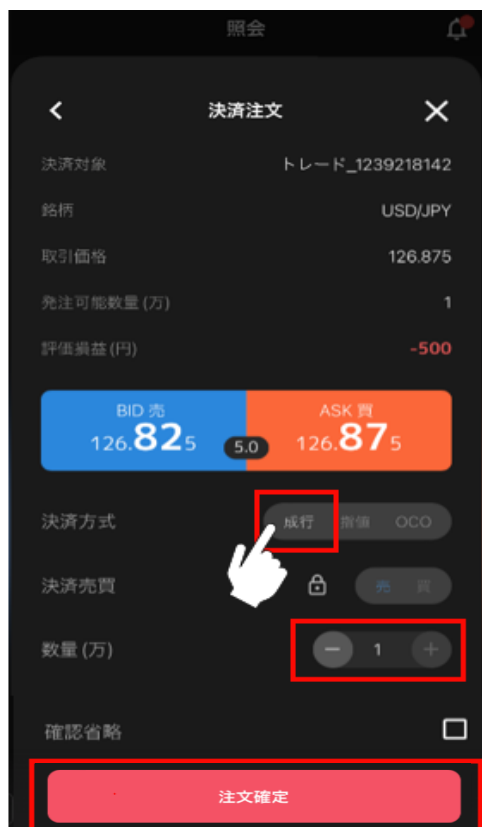 照会
決済注文
決済対象 トレード_1239218142
銘柄 USD/JPY
取引価格 126.875
発注可能数量(万) 1
評価損益(円) -500
BID 売 ASK 買
126.825 5.0 126.875
決済方式 成行 指値 OCO
決済売買 売 買
数量(万) − 1 +
確認省略
注文確定